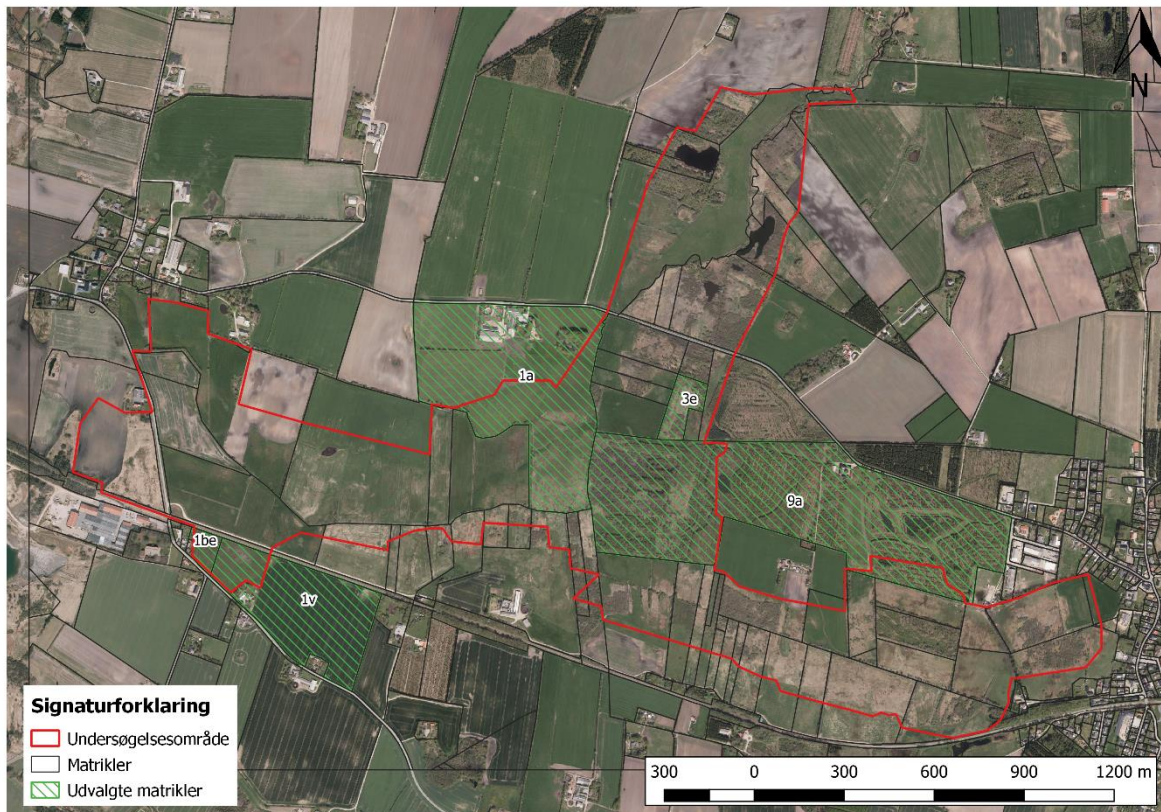 N
1a
3e
9a
1be
1v
Signaturforklaring
Undersøgelsesområde
Matrikler
Udvalgte matrikler
300 0 300 600 900 1200 m